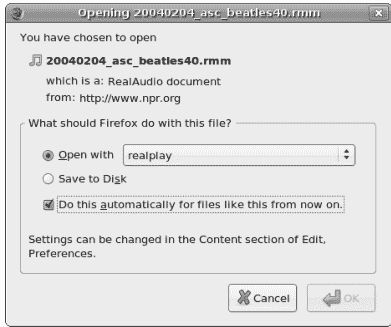 Opening 20040204_asc_beatles40.rmm
You have chosen to open
20040204_asc_beatles40.rmm
which is a: RealAudio document
from: http://www.npr.org
What should Firefox do with this file?
Open with realplay
Save to Disk
Do this automatically for files like this from now on.
Settings can be changed in the Content section of Edit,
Preferences.
Cancel OK